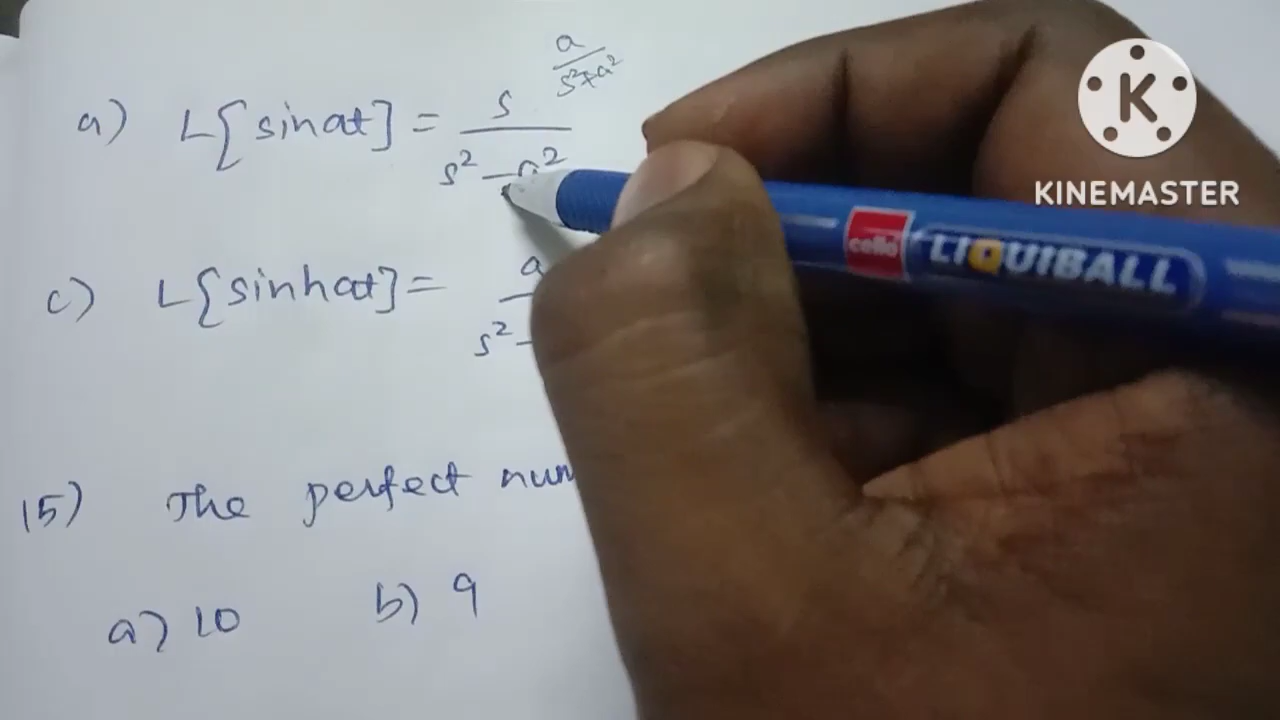 a
s²+a²
a) L{sinat] = s
s² - a²
c) L{sinhat} = a
s² -
15) The perfect num
a) 10 b) 9
cello LIQUIBALL
K
KINEMASTER